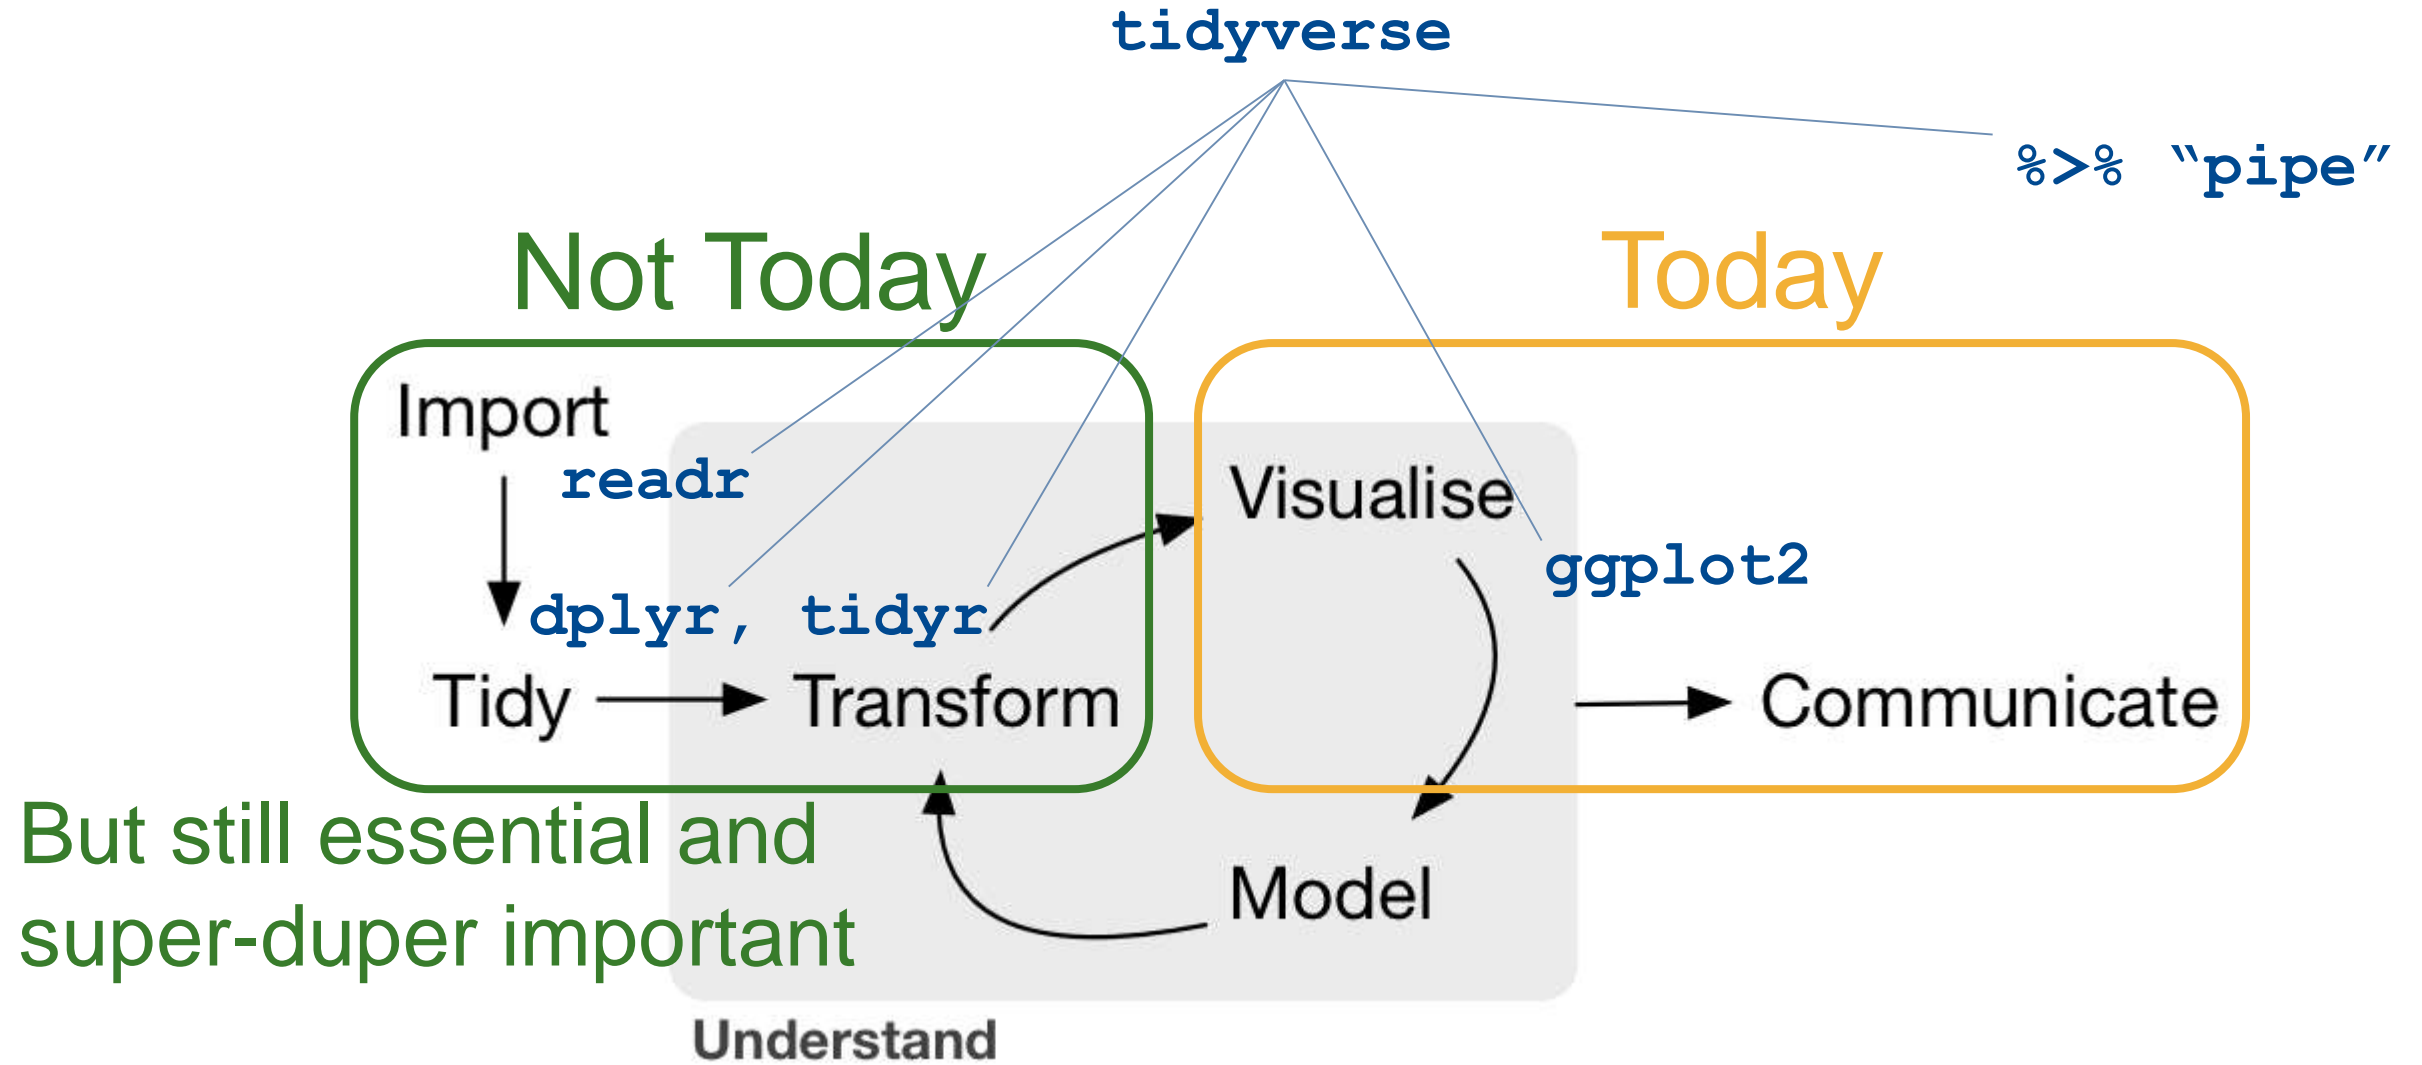 tidyverse
%>% “pipe”
Not Today
Today
Import
readr
Visualise
ggplot2
dplyr, tidyr
Tidy
Transform
Communicate
But still essential and
super-duper important
Model
Understand